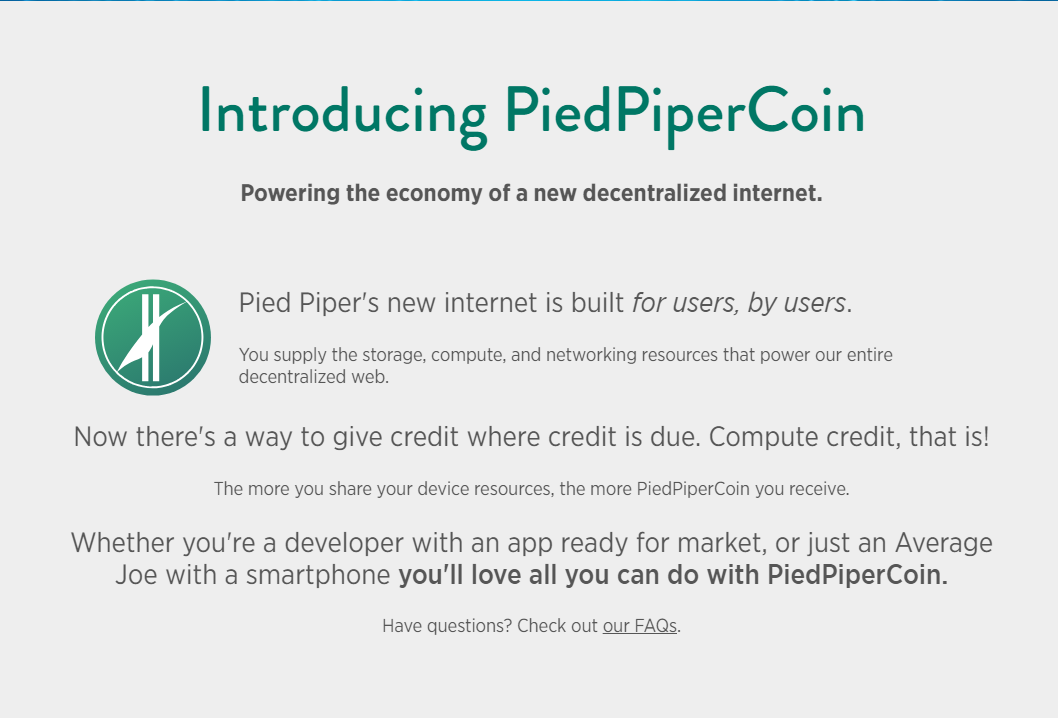 Introducing PiedPiperCoin
Powering the economy of a new decentralized internet.
Pied Piper's new internet is built for users, by users.
You supply the storage, compute, and networking resources that power our entire
decentralized web.
Now there's a way to give credit where credit is due. Compute credit, that is!
The more you share your device resources, the more PiedPiperCoin you receive.
Whether you're a developer with an app ready for market, or just an Average
Joe with a smartphone you'll love all you can do with PiedPiperCoin.
Have questions? Check out our FAQs.